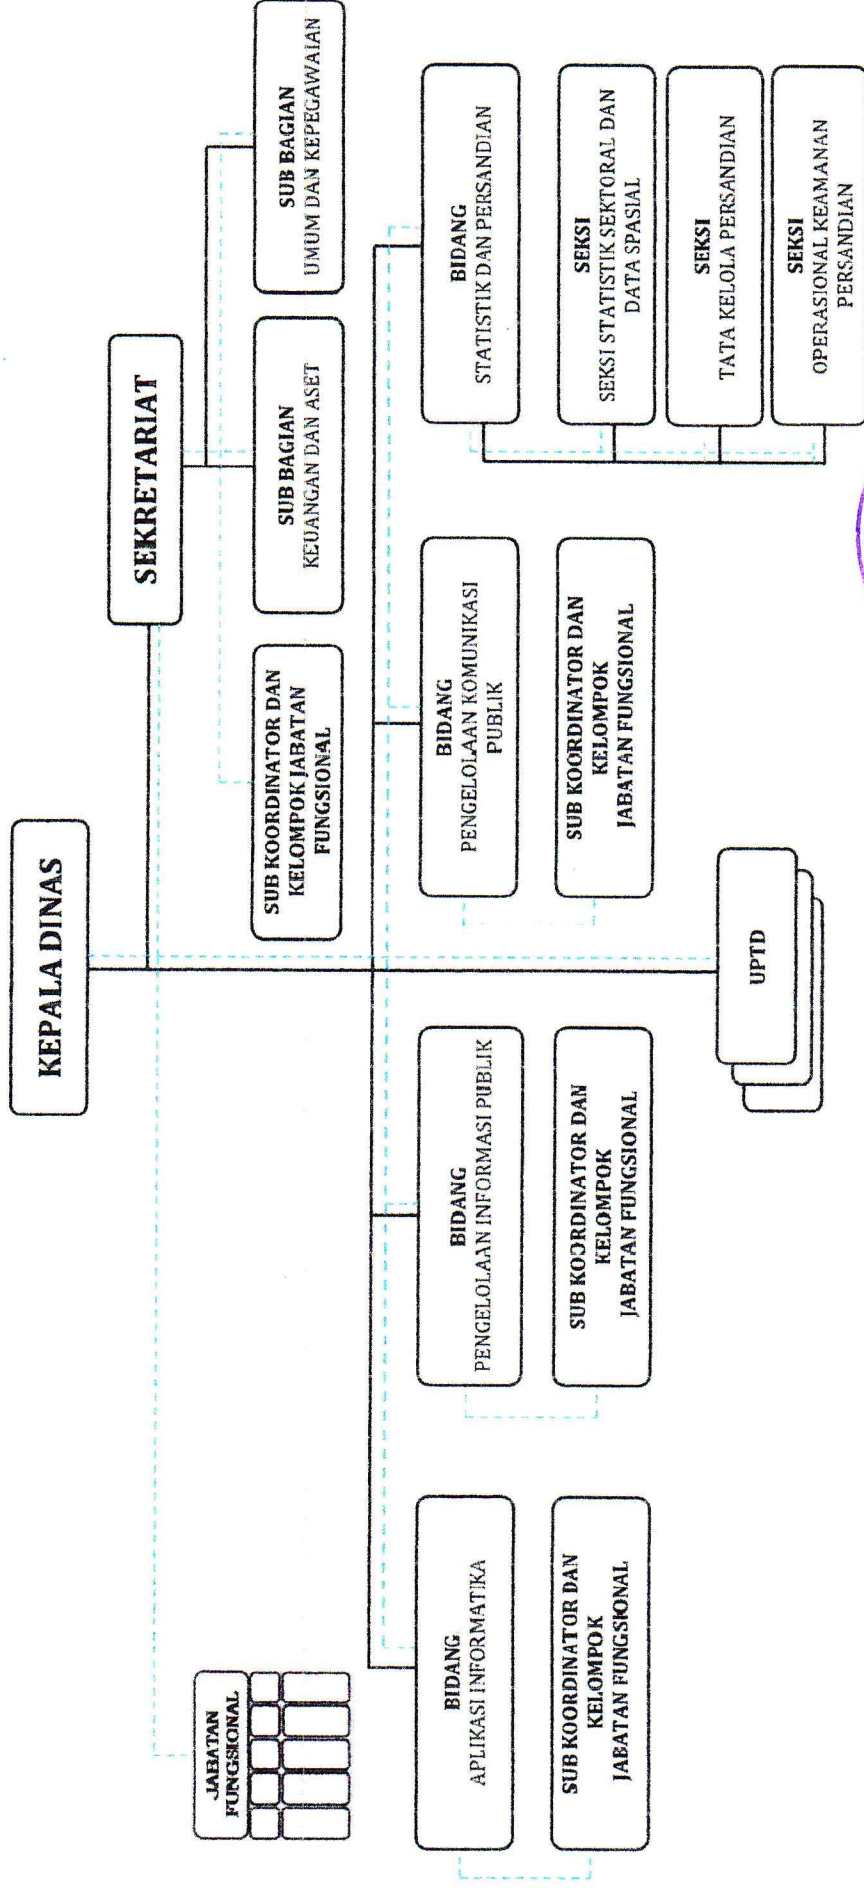 KEPALA DINAS
SEKRETARIAT
JABATAN
FUNGSIONAL
SUB KOORDINATOR DAN
KELOMPOK JABATAN
FUNGSIONAL
SUB BAGIAN
KEUANGAN DAN ASET
SUB BAGIAN
UMUM DAN KEPEGAWAIAN
BIDANG
APLIKASI INFORMATIKA
BIDANG
PENGELOLAAN INFORMASI PUBLIK
BIDANG
PENGELOLAAN KOMUNIKASI
PUBLIK
BIDANG
STATISTIK DAN PERSANDIAN
SUB KOORDINATOR DAN
KELOMPOK
JABATAN FUNGSIONAL
SUB KOORDINATOR DAN
KELOMPOK
JABATAN FUNGSIONAL
SUB KOORDINATOR DAN
KELOMPOK
JABATAN FUNGSIONAL
SEKSI
SEKSI STATISTIK SEKTORAL DAN
DATA SPASIAL
SEKSI
TATA KELOLA PERSANDIAN
SEKSI
OPERASIONAL KEAMANAN
PERSANDIAN
UPTD